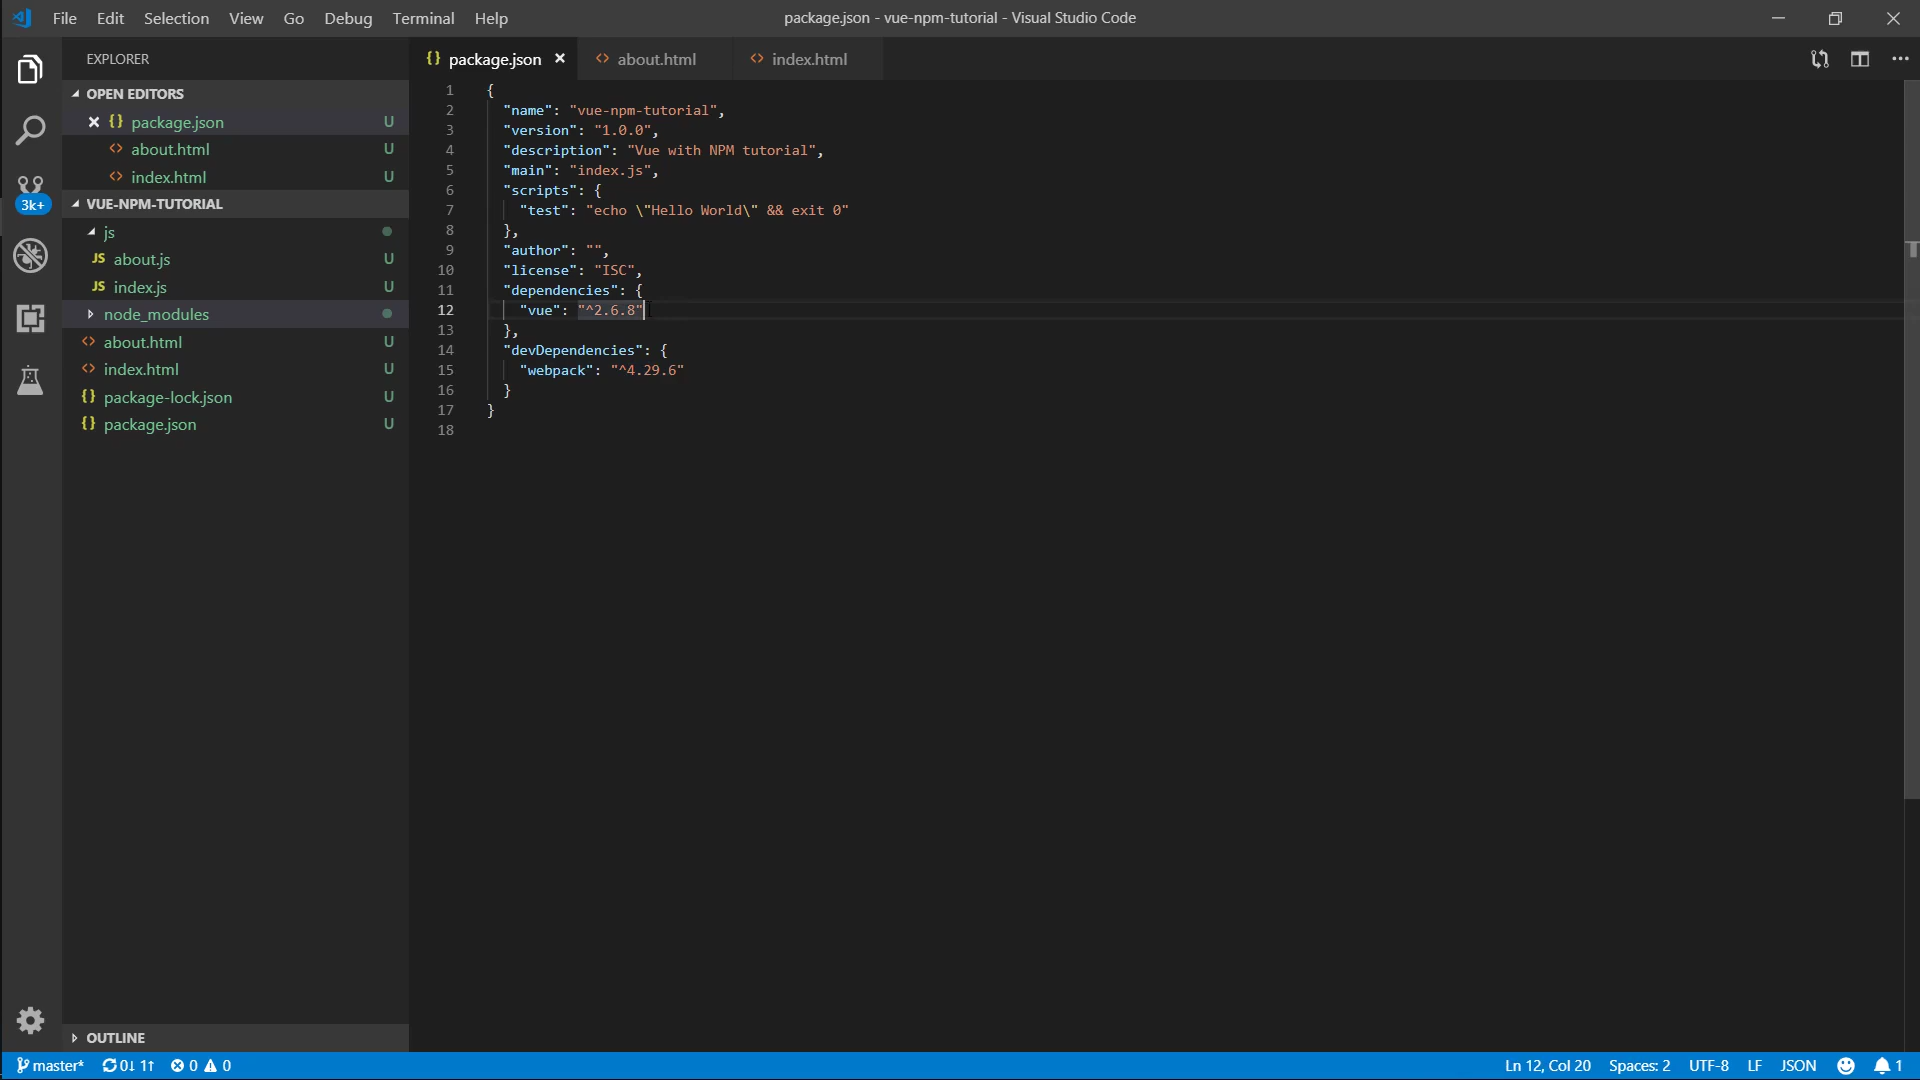 File Edit Selection View Go Debug Terminal Help
package.json - vue-npm-tutorial - Visual Studio Code
EXPLORER
OPEN EDITORS
package.json U
about.html U
index.html U
3k+
VUE-NPM-TUTORIAL
js
JS about.js U
JS index.js U
node_modules
about.html U
index.html U
{} package-lock.json U
{} package.json U
OUTLINE
{} package.json × <> about.html <> index.html
1 {
2 "name": "vue-npm-tutorial",
3 "version": "1.0.0",
4 "description": "Vue with NPM tutorial",
5 "main": "index.js",
6 "scripts": {
7 "test": "echo \"Hello World\" && exit 0"
8 },
9 "author": "",
10 "license": "ISC",
11 "dependencies": {
12 "vue": "^2.6.8"
13 },
14 "devDependencies": {
15 "webpack": "^4.29.6"
16 }
17 }
18
master* 0↓ 1↑ 0 0 Ln 12, Col 20 Spaces: 2 UTF-8 LF JSON 1